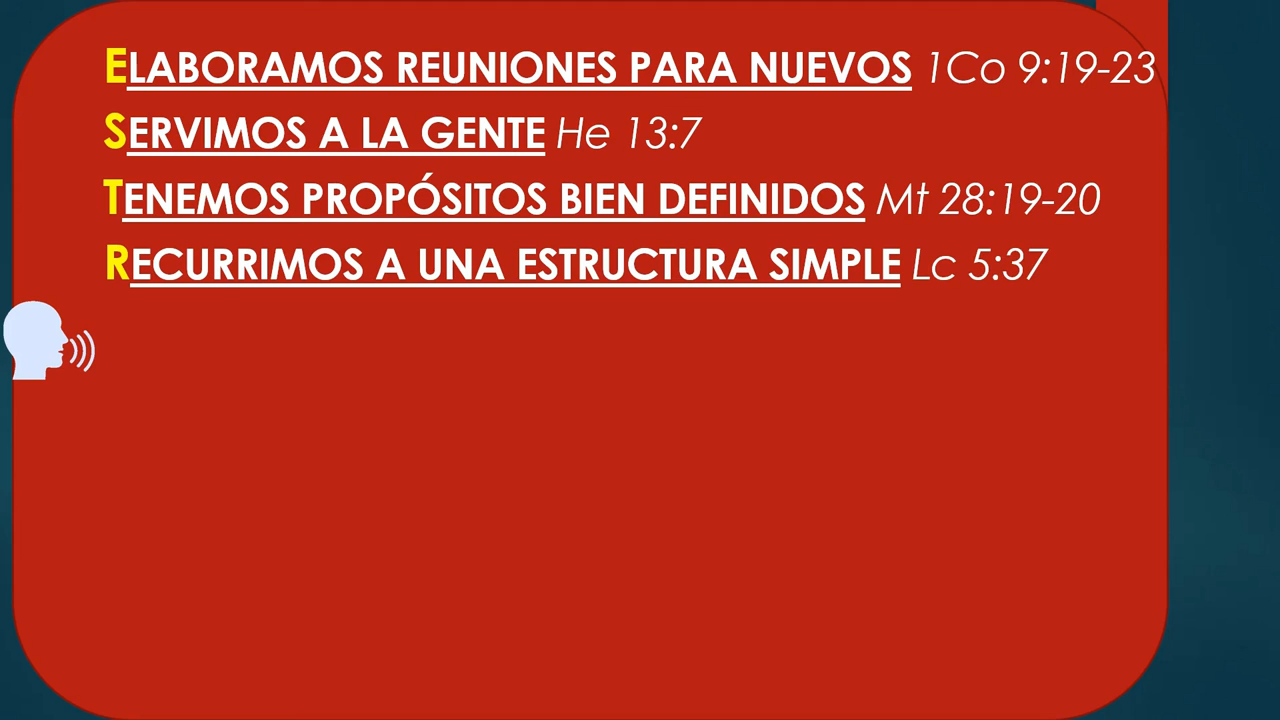 ELABORAMOS REUNIONES PARA NUEVOS 1Co 9:19-23
SERVIMOS A LA GENTE He 13:7
TENEMOS PROPÓSITOS BIEN DEFINIDOS Mt 28:19-20
RECURRIMOS A UNA ESTRUCTURA SIMPLE Lc 5:37